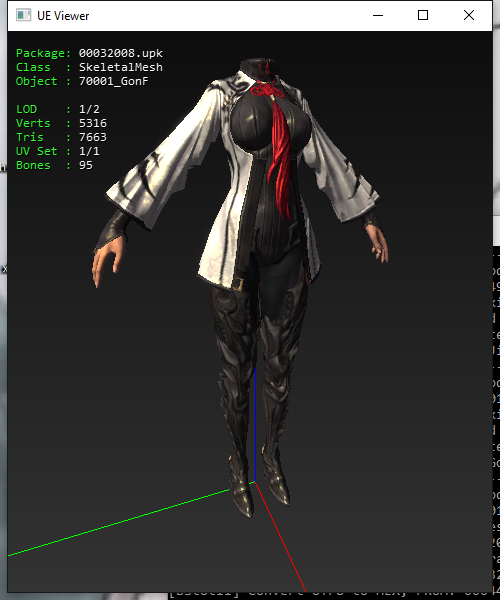 UE Viewer
Package: 00032008.upk
Class : SkeletalMesh
Object : 70001_GonF
LOD : 1/2
Verts : 5316
Tris : 7663
UV Set : 1/1
Bones : 95